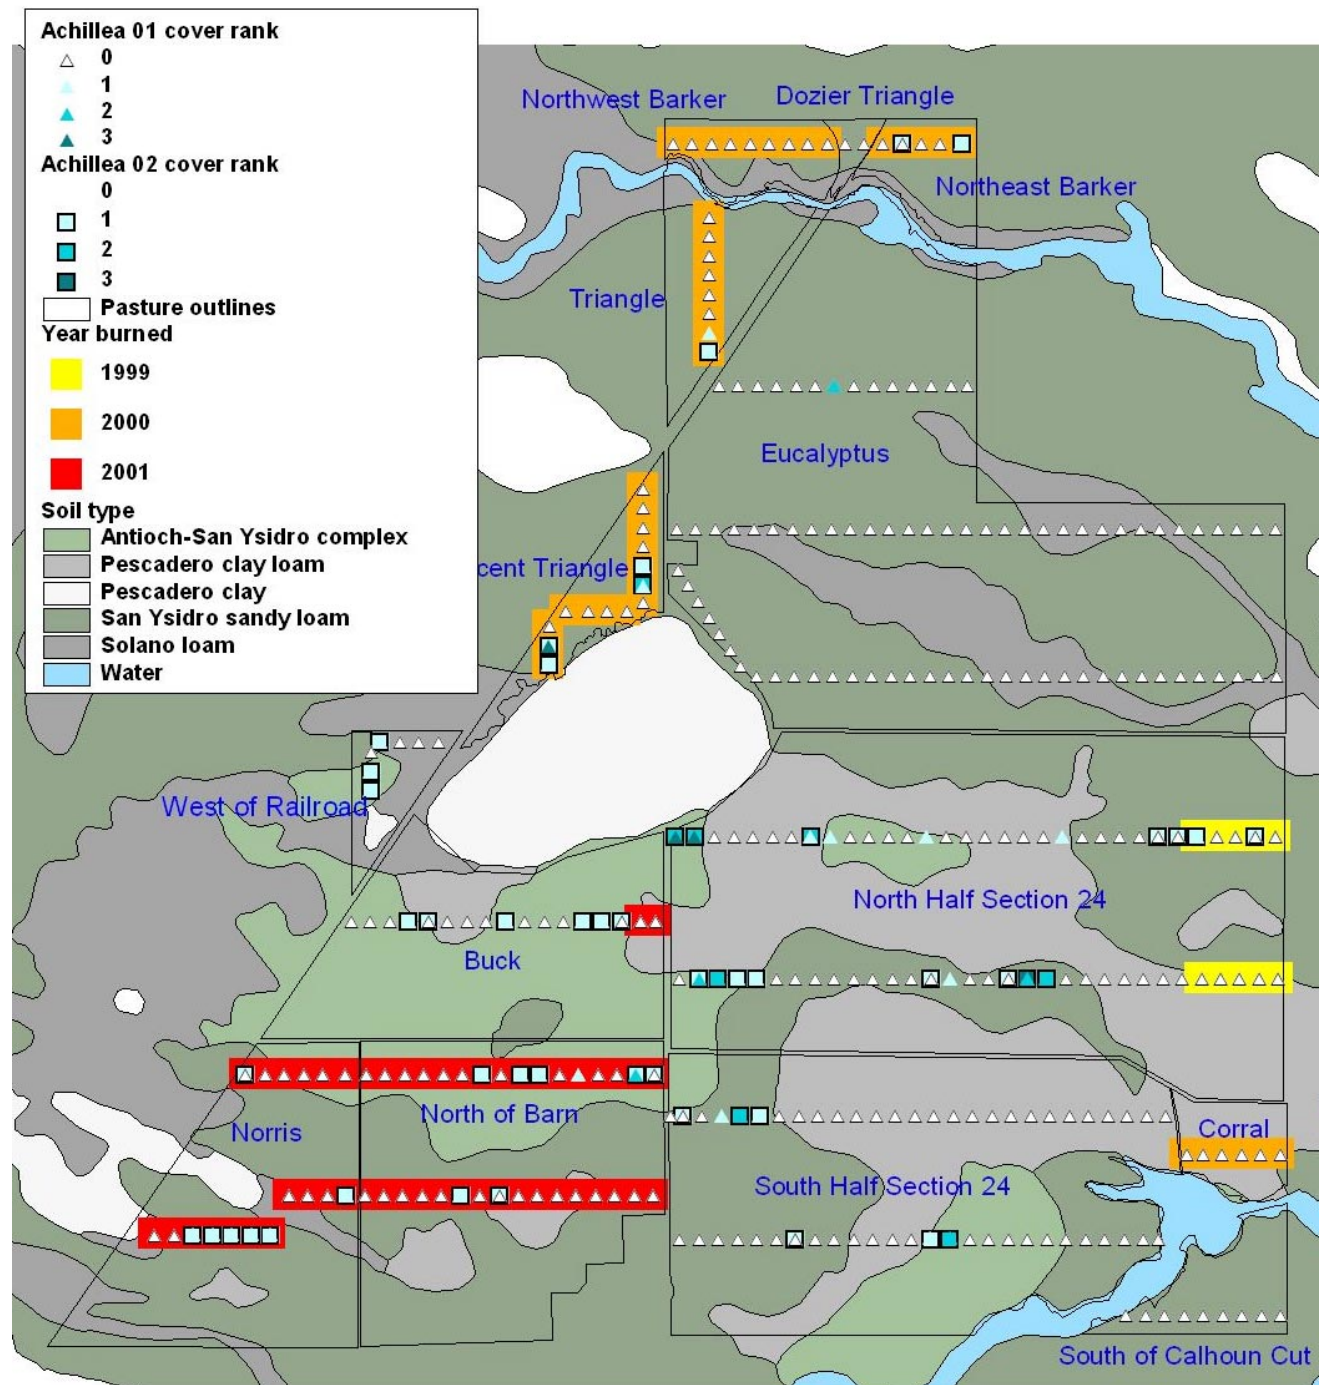 Achillea 01 cover rank
0
1
2
3
Achillea 02 cover rank
0
1
2
3
Pasture outlines
Year burned
1999
2000
2001
Soil type
Antioch-San Ysidro complex
Pescadero clay loam
Pescadero clay
San Ysidro sandy loam
Solano loam
Water
Northwest Barker
Dozier Triangle
Northeast Barker
Triangle
Eucalyptus
cent Triangle
West of Railroad
North Half Section 24
Buck
North of Barn
Norris
Corral
South Half Section 24
South of Calhoun Cut